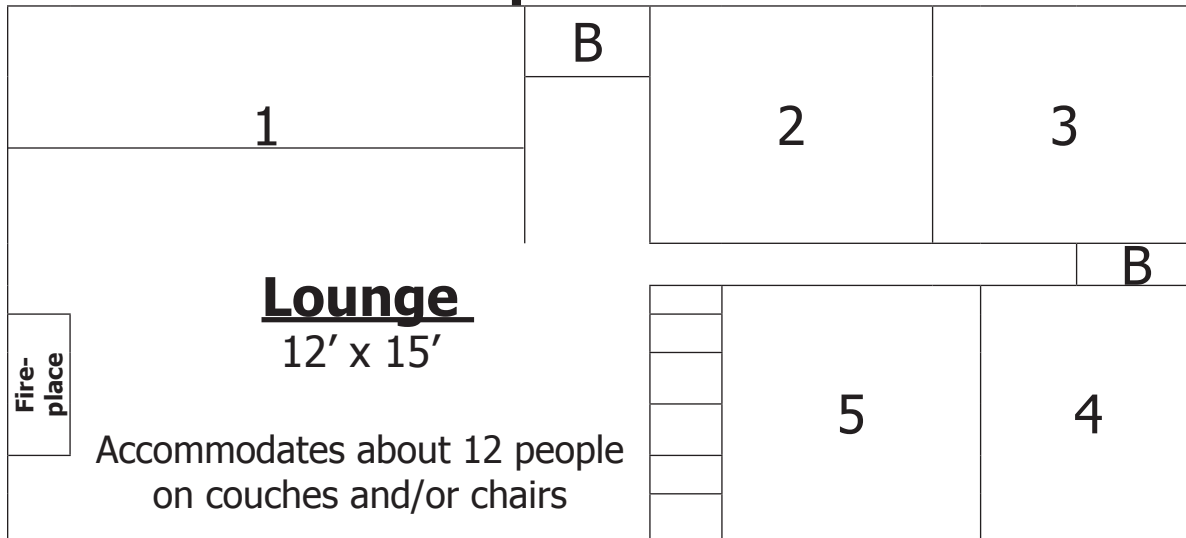 B
1
2
3
B
Lounge
12′ x 15′
Fire-
place
5
4
Accommodates about 12 people
on couches and/or chairs